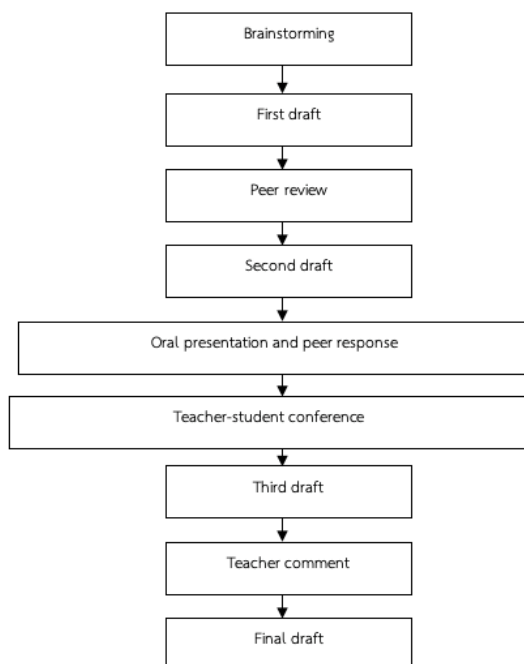 Brainstorming
First draft
Peer review
Second draft
Oral presentation and peer response
Teacher-student conference
Third draft
Teacher comment
Final draft